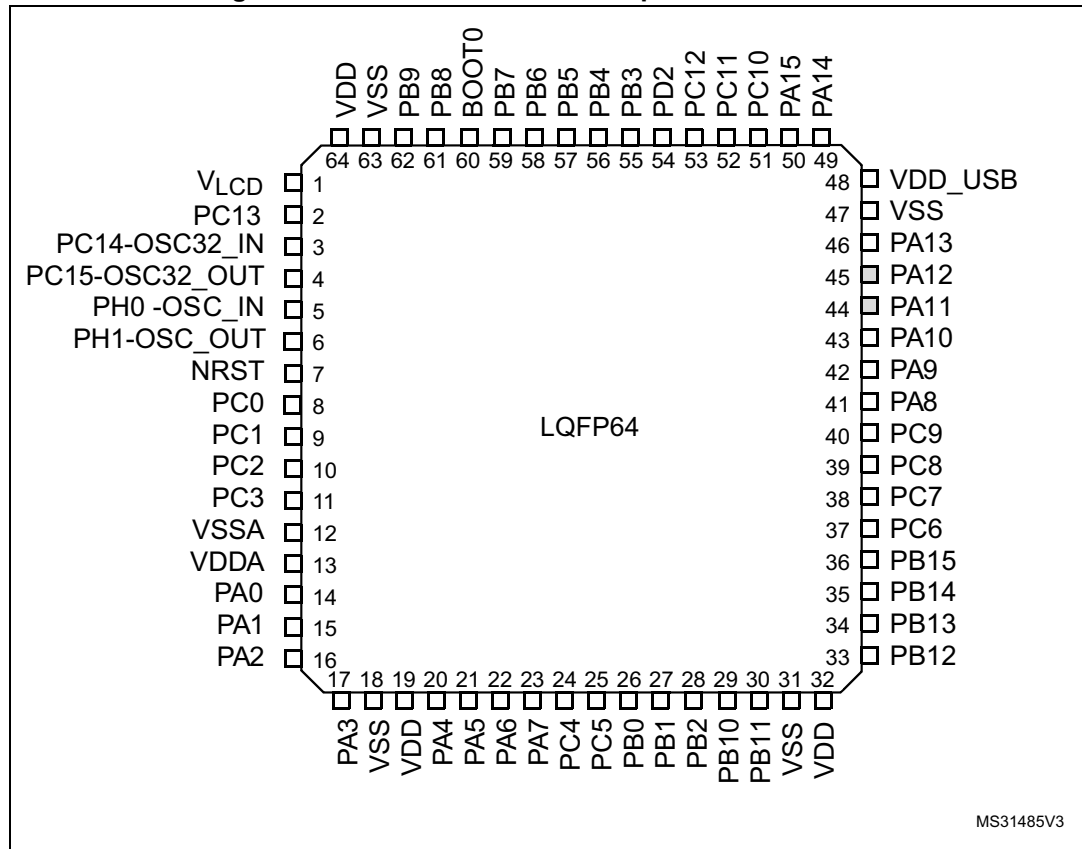 VDD
VSS
PB9
PB8
BOOT0
PB7
PB6
PB5
PB4
PB3
PD2
PC12
PC11
PC10
PA15
PA14
64 63 62 61 60 59 58 57 56 55 54 53 52 51 50 49
VLCD 1
PC13 2
PC14-OSC32_IN 3
PC15-OSC32_OUT 4
PH0 -OSC_IN 5
PH1-OSC_OUT 6
NRST 7
PC0 8
PC1 9
PC2 10
PC3 11
VSSA 12
VDDA 13
PA0 14
PA1 15
PA2 16
LQFP64
48 VDD_USB
47 VSS
46 PA13
45 PA12
44 PA11
43 PA10
42 PA9
41 PA8
40 PC9
39 PC8
38 PC7
37 PC6
36 PB15
35 PB14
34 PB13
33 PB12
17 18 19 20 21 22 23 24 25 26 27 28 29 30 31 32
PA3
VSS
VDD
PA4
PA5
PA6
PA7
PC4
PC5
PB0
PB1
PB2
PB10
PB11
VSS
VDD
MS31485V3